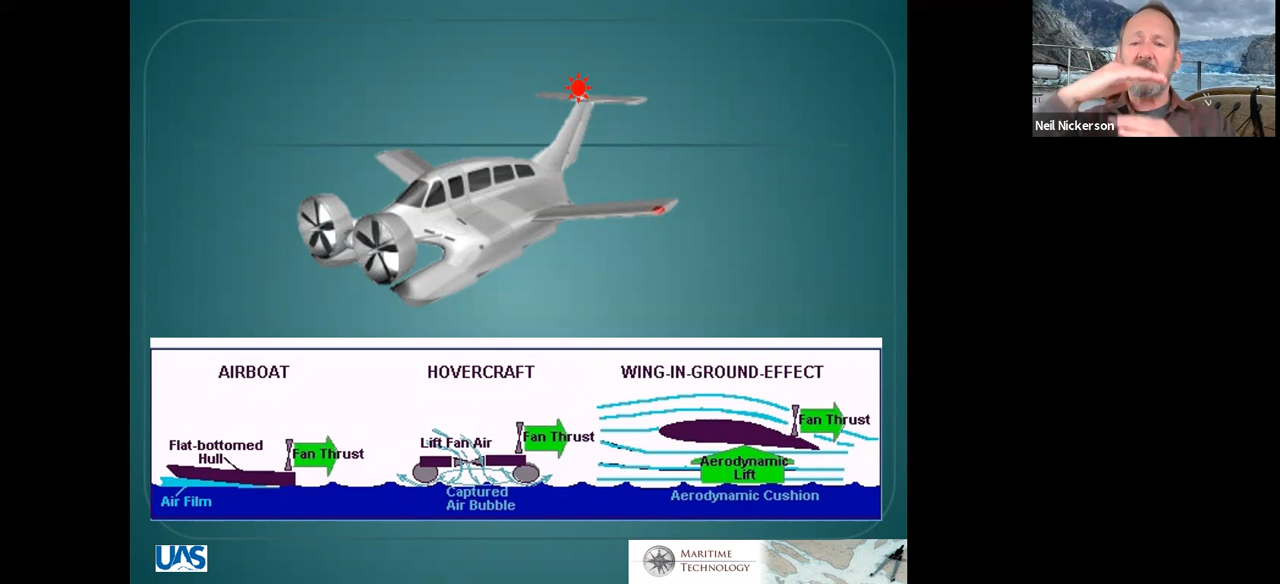 Neil Nickerson
AIRBOAT
HOVERCRAFT
WING-IN-GROUND-EFFECT
Flat-bottomed
Hull
Fan Thrust
Air Film
Lift Fan Air
Fan Thrust
Captured
Air Bubble
Fan Thrust
Aerodynamic
Lift
Aerodynamic Cushion
UAS
MARITIME
TECHNOLOGY